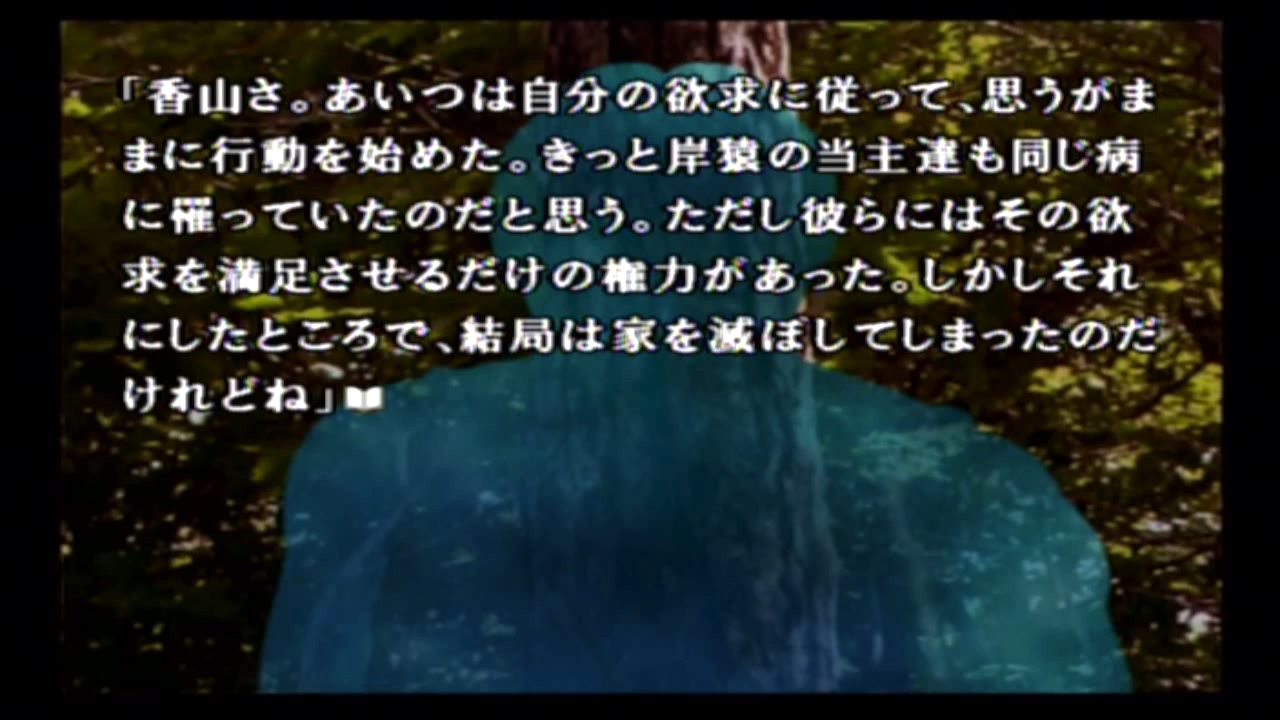 「香山さ。あいつは自分の欲求に従って、思うがま
まに行動を始めた。きっと岸猿の当主達も同じ病
に罹っていたのだと思う。ただし彼らにはその欲
求を満足させるだけの権力があった。しかしそれ
にしたところで、結局は家を滅ぼしてしまったのだ
けれどね」